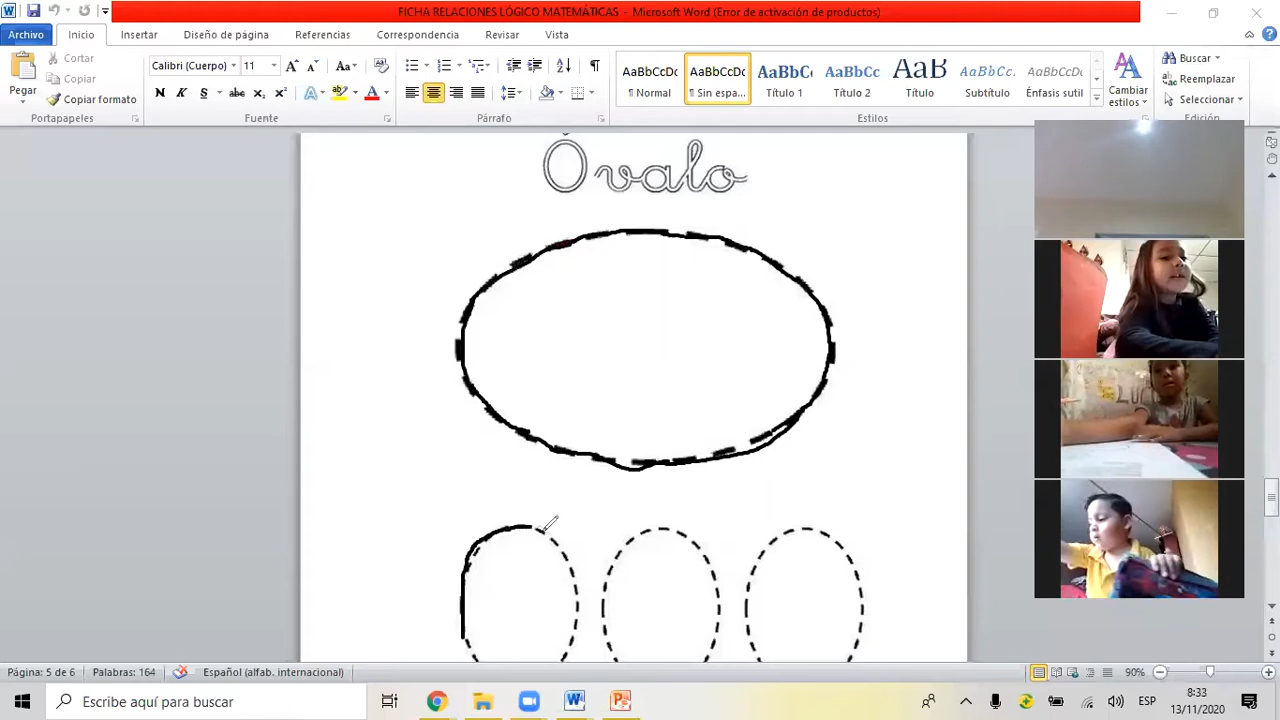 FICHA RELACIONES LÓGICO MATEMÁTICAS - Microsoft Word (Error de activación de productos)
Archivo Inicio Insertar Diseño de página Referencias Correspondencia Revisar Vista
Cortar
Copiar
Copiar formato
Pegar
Portapapeles
Calibri (Cuerpo) 11
Fuente
Párrafo
AaBbCcDc AaBbCcDc AaBbC AaBbCc AaB AaBbCc AaBbCcDc
¶ Normal ¶ Sin espa... Título 1 Título 2 Título Subtítulo Énfasis sutil
Cambiar estilos
Estilos
Buscar
Reemplazar
Seleccionar
Edición
Óvalo
Página: 5 de 6 Palabras: 164 Español (alfab. internacional) 90%
Escribe aquí para buscar
ESP
8:33
13/11/2020